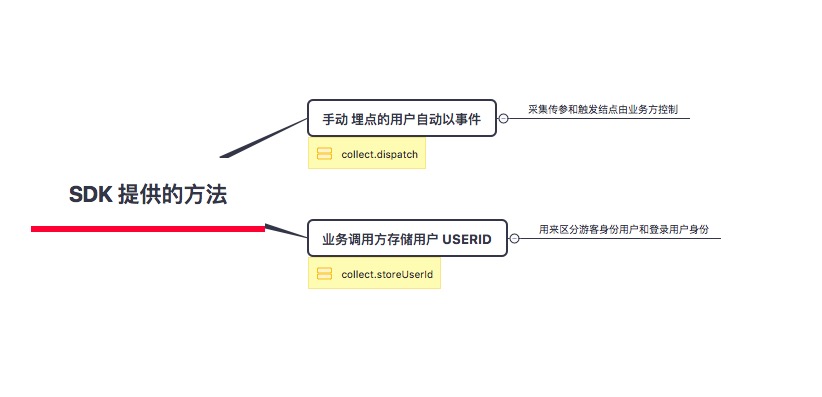 SDK 提供的方法
手动 埋点的用户自动以事件
collect.dispatch
采集传参和触发结点由业务方控制
业务调用方存储用户 USERID
collect.storeUserId
用来区分游客身份用户和登录用户身份